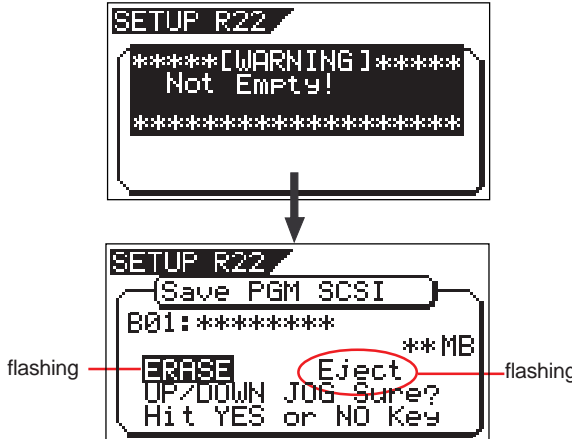 SETUP R22
*****[WARNING]*****
Not Empty!
*********************
SETUP R22
Save PGM SCSI
B01:********
**MB
flashing ERASE Eject flashing
UP/DOWN JOG Sure?
Hit YES or NO Key